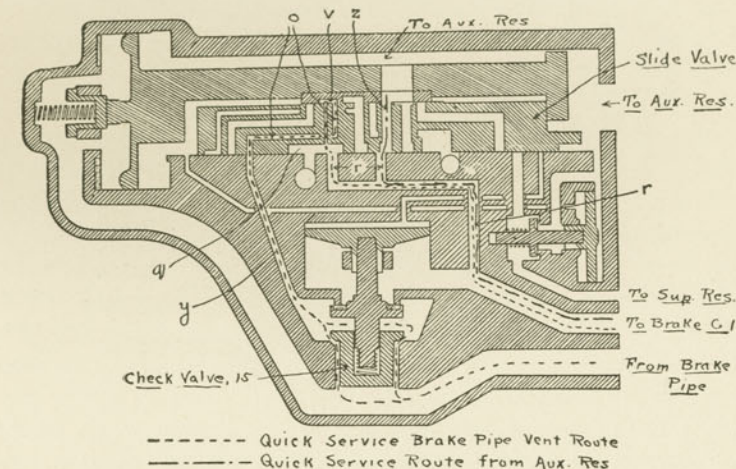 o v z
To Aux. Res
Slide Valve
To Aux. Res.
r
r
q
y
To Sup. Res.
To Brake C
From Brake
Pipe
Check Valve, 15
Quick Service Brake Pipe Vent Route
Quick Service Route from Aux. Res